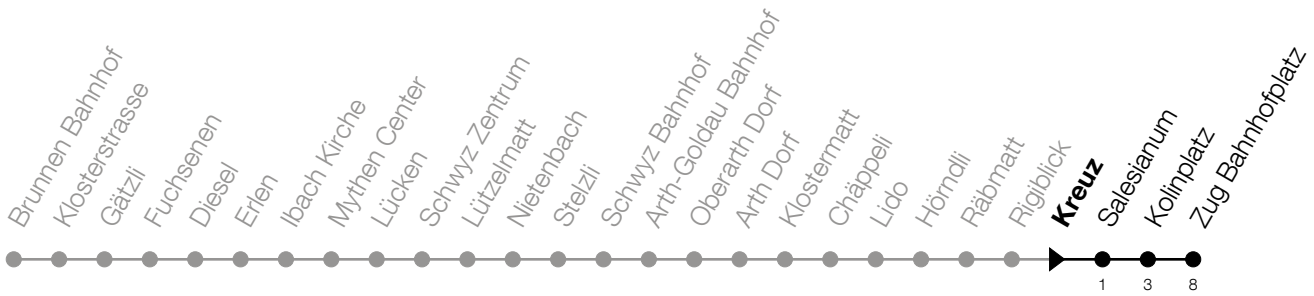 Brunnen Bahnhof
Klosterstrasse
Gätzli
Fuchsenen
Diesel
Erlen
Ibach Kirche
Mythen Center
Lücken
Schwyz Zentrum
Lützelmatt
Nietenbach
Stelzli
Schwyz Bahnhof
Arth-Goldau Bahnhof
Oberarth Dorf
Arth Dorf
Klostermatt
Chäppeli
Lido
Hörndli
Räbmatt
Rigiblick
Kreuz
Salesianum
Kolinplatz
Zug Bahnhofplatz
1 3 8